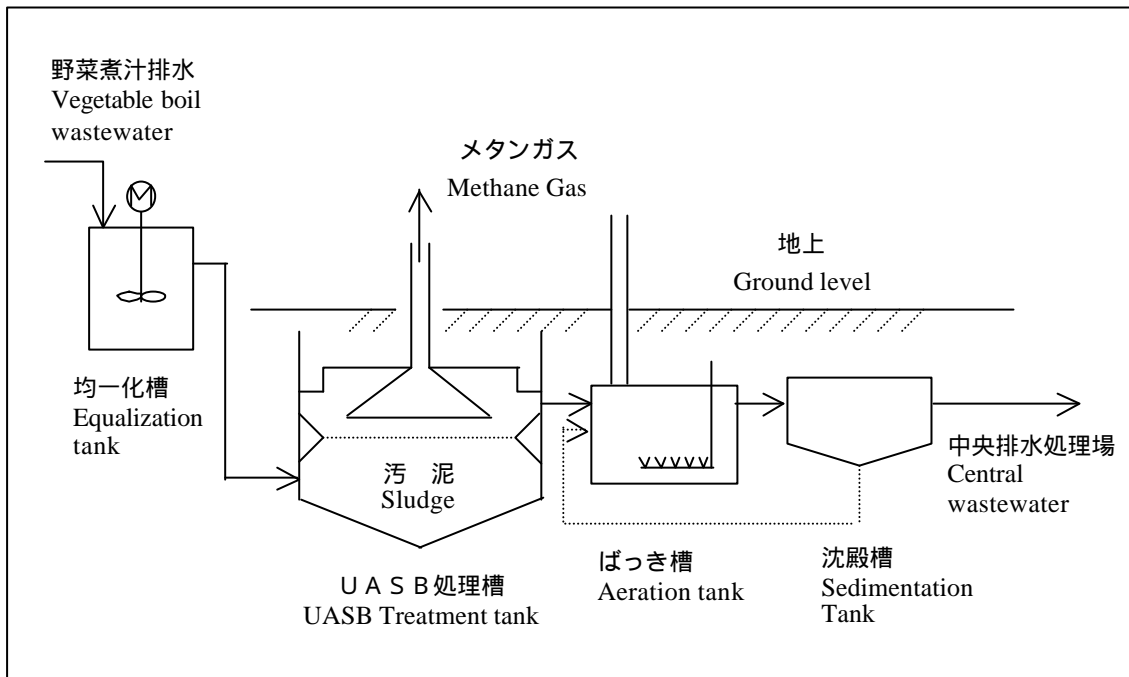 野菜煮汁排水
Vegetable boil
wastewater
M
メタンガス
Methane Gas
地上
Ground level
均一化槽
Equalization
tank
汚 泥
Sludge
UASB処理槽
UASB Treatment tank
ばっき槽
Aeration tank
沈殿槽
Sedimentation
Tank
中央排水処理場
Central
wastewater